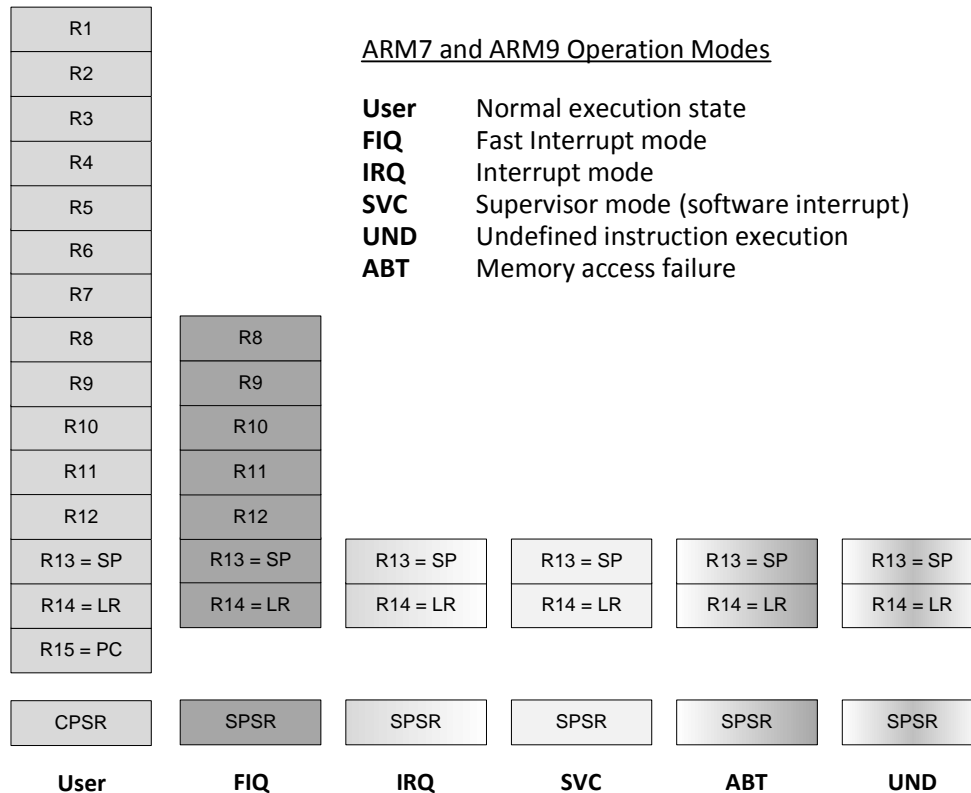 ARM7 and ARM9 Operation Modes
User Normal execution state
FIQ Fast Interrupt mode
IRQ Interrupt mode
SVC Supervisor mode (software interrupt)
UND Undefined instruction execution
ABT Memory access failure
R1
R2
R3
R4
R5
R6
R7
R8 R8
R9 R9
R10 R10
R11 R11
R12 R12
R13 = SP R13 = SP R13 = SP R13 = SP R13 = SP R13 = SP
R14 = LR R14 = LR R14 = LR R14 = LR R14 = LR R14 = LR
R15 = PC
CPSR SPSR SPSR SPSR SPSR SPSR
User FIQ IRQ SVC ABT UND